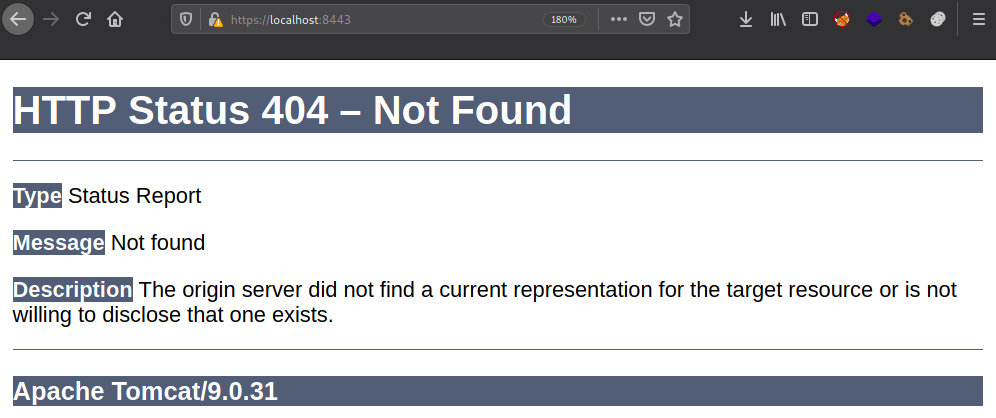 https://localhost:8443
180%
HTTP Status 404 – Not Found
Type Status Report
Message Not found
Description The origin server did not find a current representation for the target resource or is not
willing to disclose that one exists.
Apache Tomcat/9.0.31